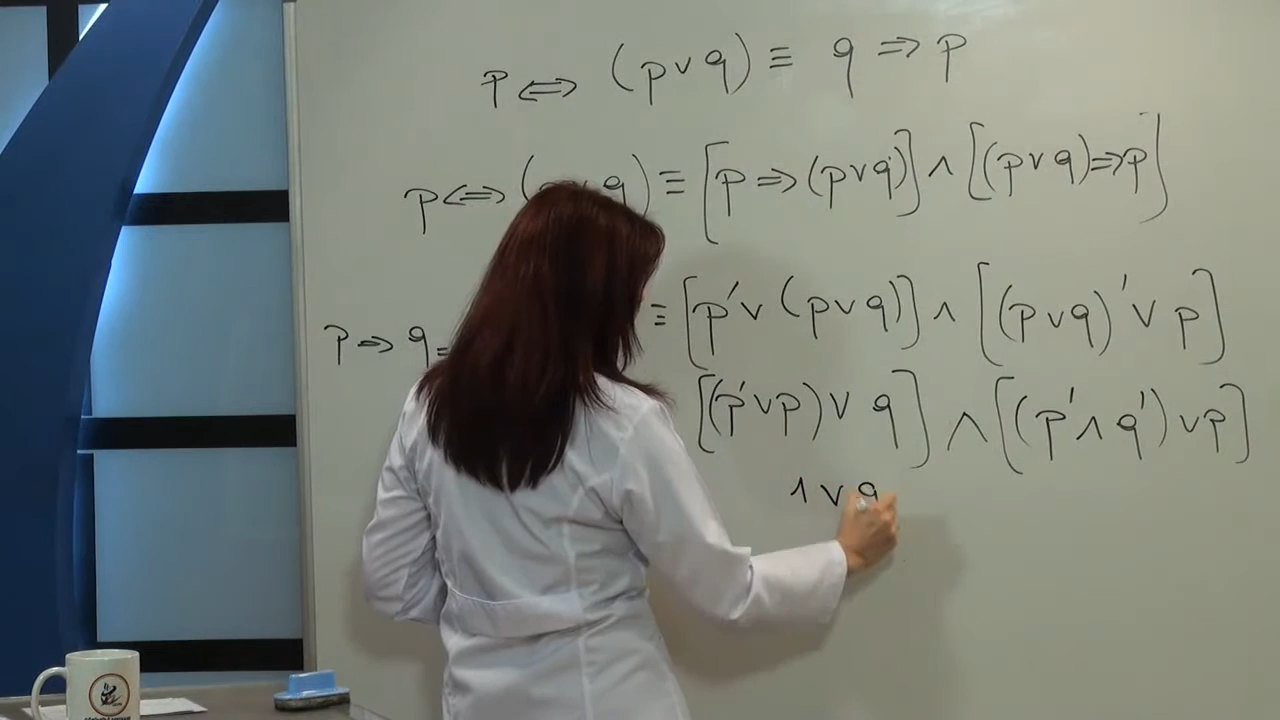 p ⇔ (p ∨ q) ≡ q ⇒ p
p ⇔ ( q) ≡ [p ⇒ (p ∨ q)] ∧ [(p ∨ q) ⇒ p]
p ⇒ q ≡ [p' ∨ (p ∨ q)] ∧ [(p ∨ q)' ∨ p]
[(p' ∨ p) ∨ q] ∧ [(p' ∧ q') ∨ p]
1 ∨ q